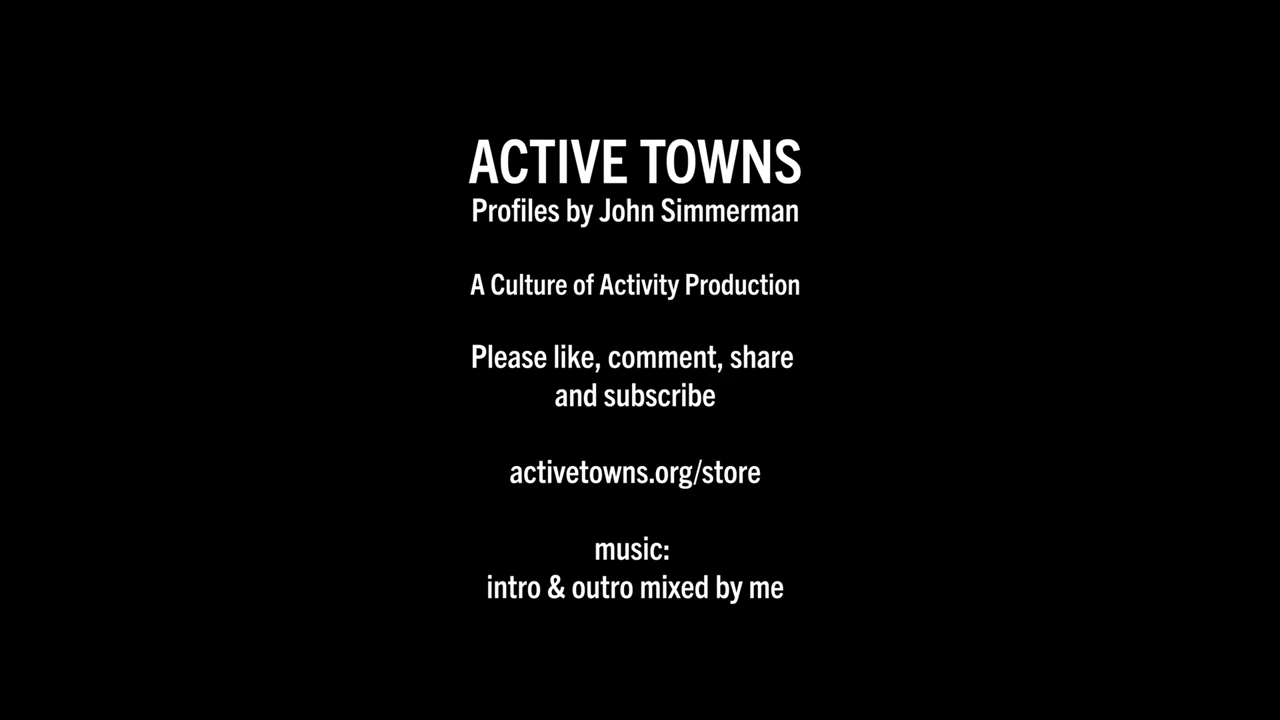 ACTIVE TOWNS
Profiles by John Simmerman
A Culture of Activity Production
Please like, comment, share
and subscribe
activetowns.org/store
music:
intro & outro mixed by me